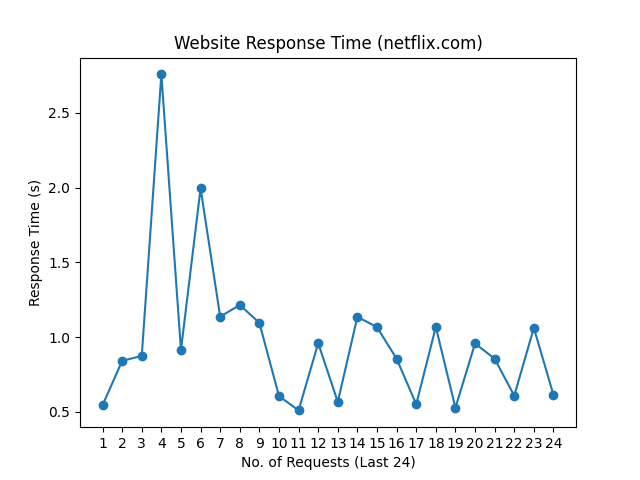 Website Response Time (netflix.com)
2.5
2.0
1.5
1.0
0.5
Response Time (s)
1 2 3 4 5 6 7 8 9 10 11 12 13 14 15 16 17 18 19 20 21 22 23 24
No. of Requests (Last 24)